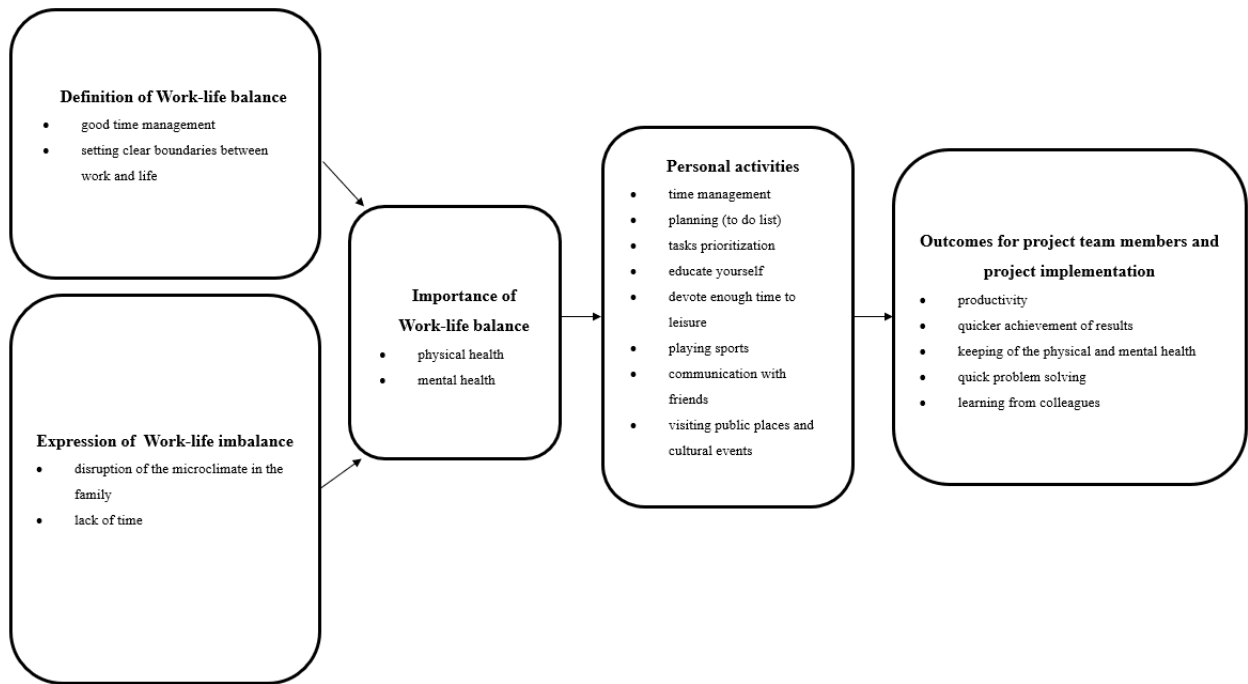 Definition of Work-life balance
• good time management
• setting clear boundaries between
work and life
Expression of Work-life imbalance
• disruption of the microclimate in the
family
• lack of time
Importance of
Work-life balance
• physical health
• mental health
Personal activities
• time management
• planning (to do list)
• tasks prioritization
• educate yourself
• devote enough time to
leisure
• playing sports
• communication with
friends
• visiting public places and
cultural events
Outcomes for project team members and
project implementation
• productivity
• quicker achievement of results
• keeping of the physical and mental health
• quick problem solving
• learning from colleagues